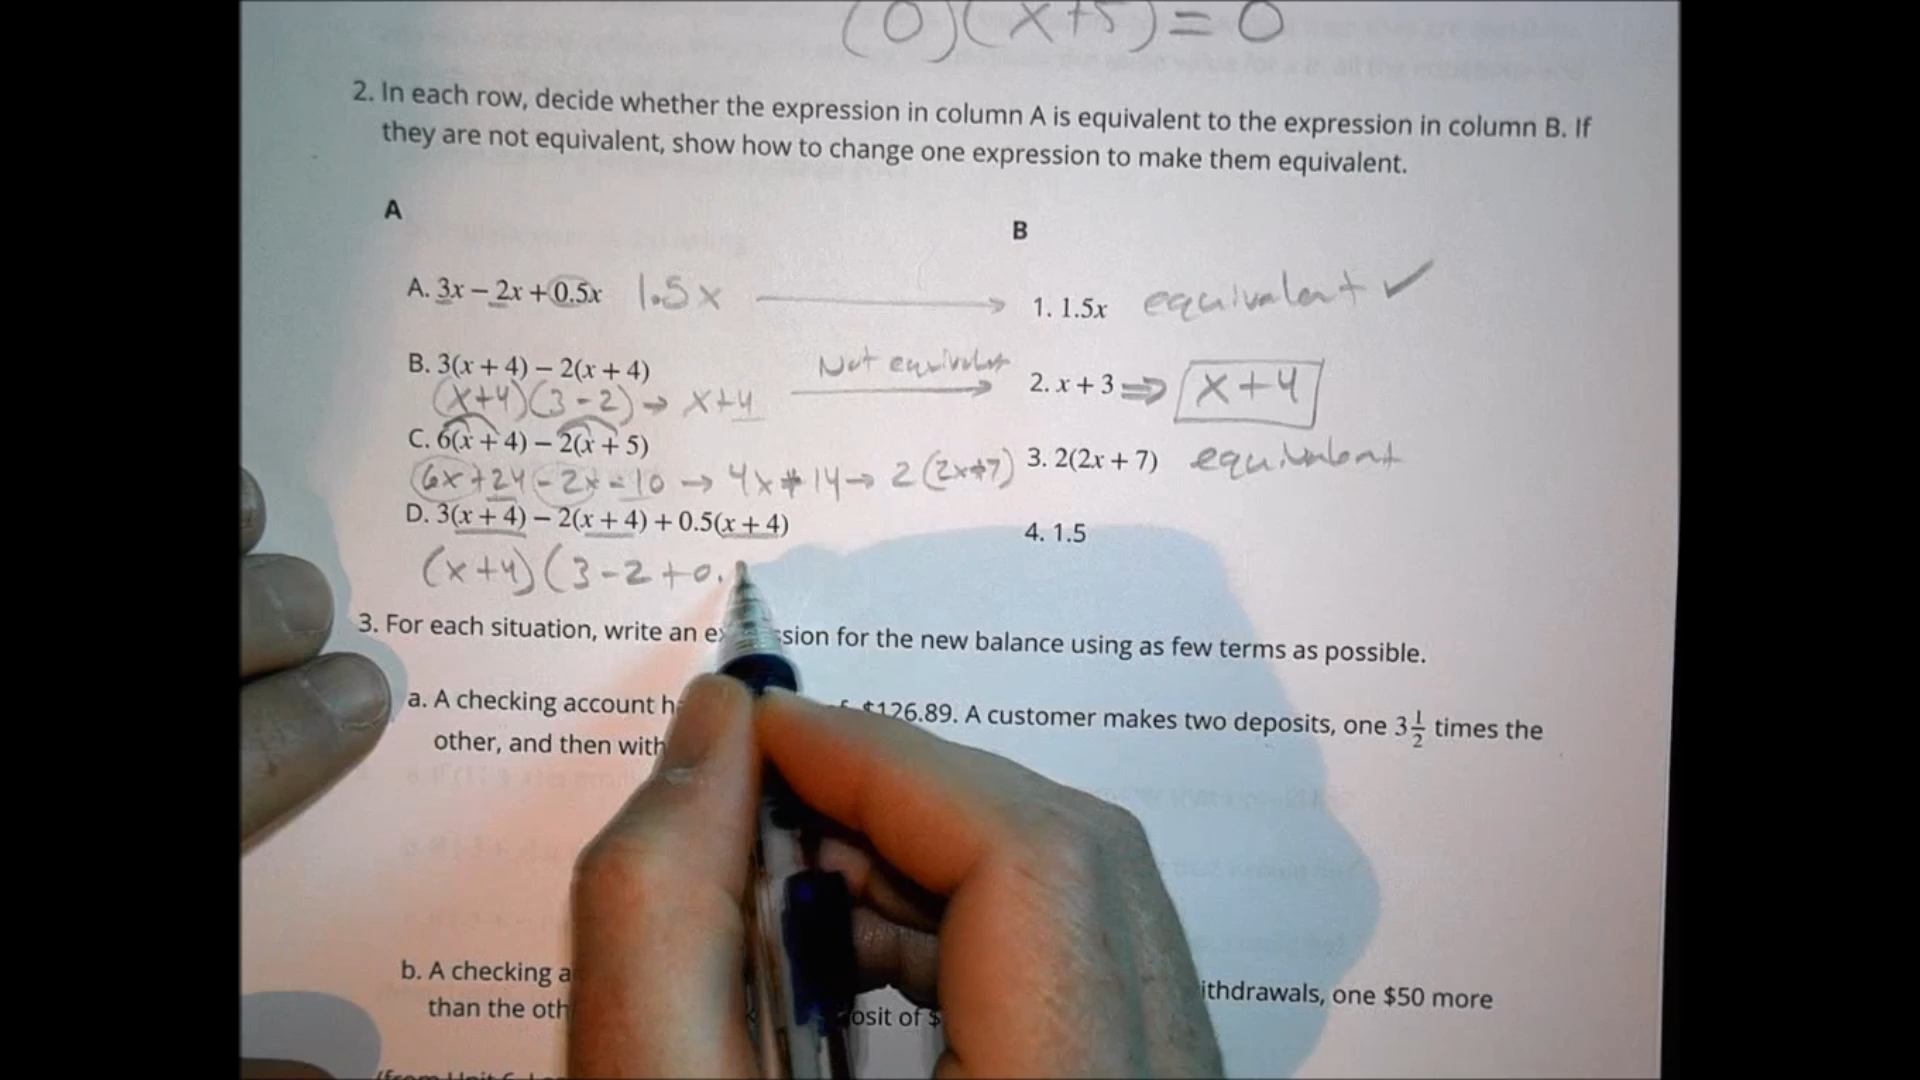 (0)(x+5) = 0
2. In each row, decide whether the expression in column A is equivalent to the expression in column B. If
they are not equivalent, show how to change one expression to make them equivalent.
A
B
A. 3x − 2x + 0.5x 1.5x
1. 1.5x equivalent ✓
B. 3(x + 4) − 2(x + 4) Not equivalent
2. x + 3 ⇒ x+4
(x+4)(3-2) → x+4
C. 6(x + 4) − 2(x + 5)
3. 2(2x + 7) equivalent
6x+24-2x-10 → 4x+14 → 2(2x+7)
D. 3(x + 4) − 2(x + 4) + 0.5(x + 4)
4. 1.5
(x+4)(3-2+0.
3. For each situation, write an sion for the new balance using as few terms as possible.
a. A checking account $126.89. A customer makes two deposits, one 3 1/2 times the
other, and then
b. A checking ithdrawals, one $50 more
than the osit of $